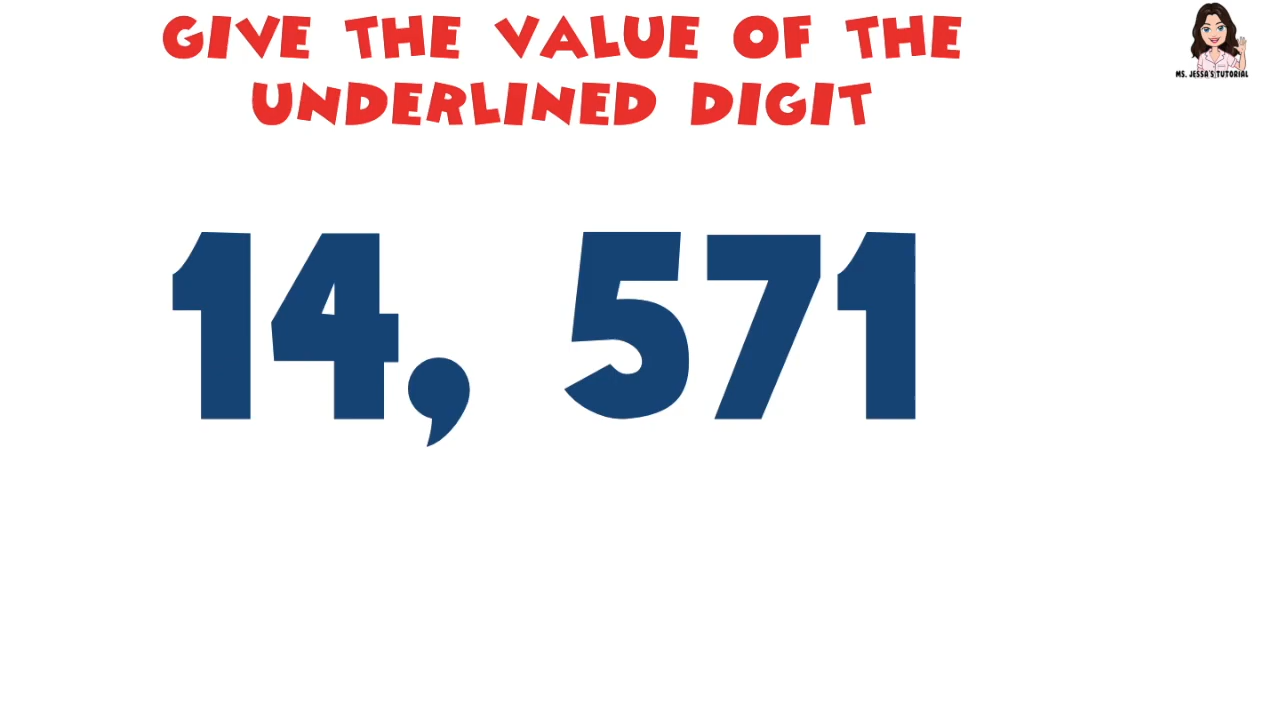 GIVE THE VALUE OF THE
UNDERLINED DIGIT
MS. JESSA'S TUTORIAL
14, 571